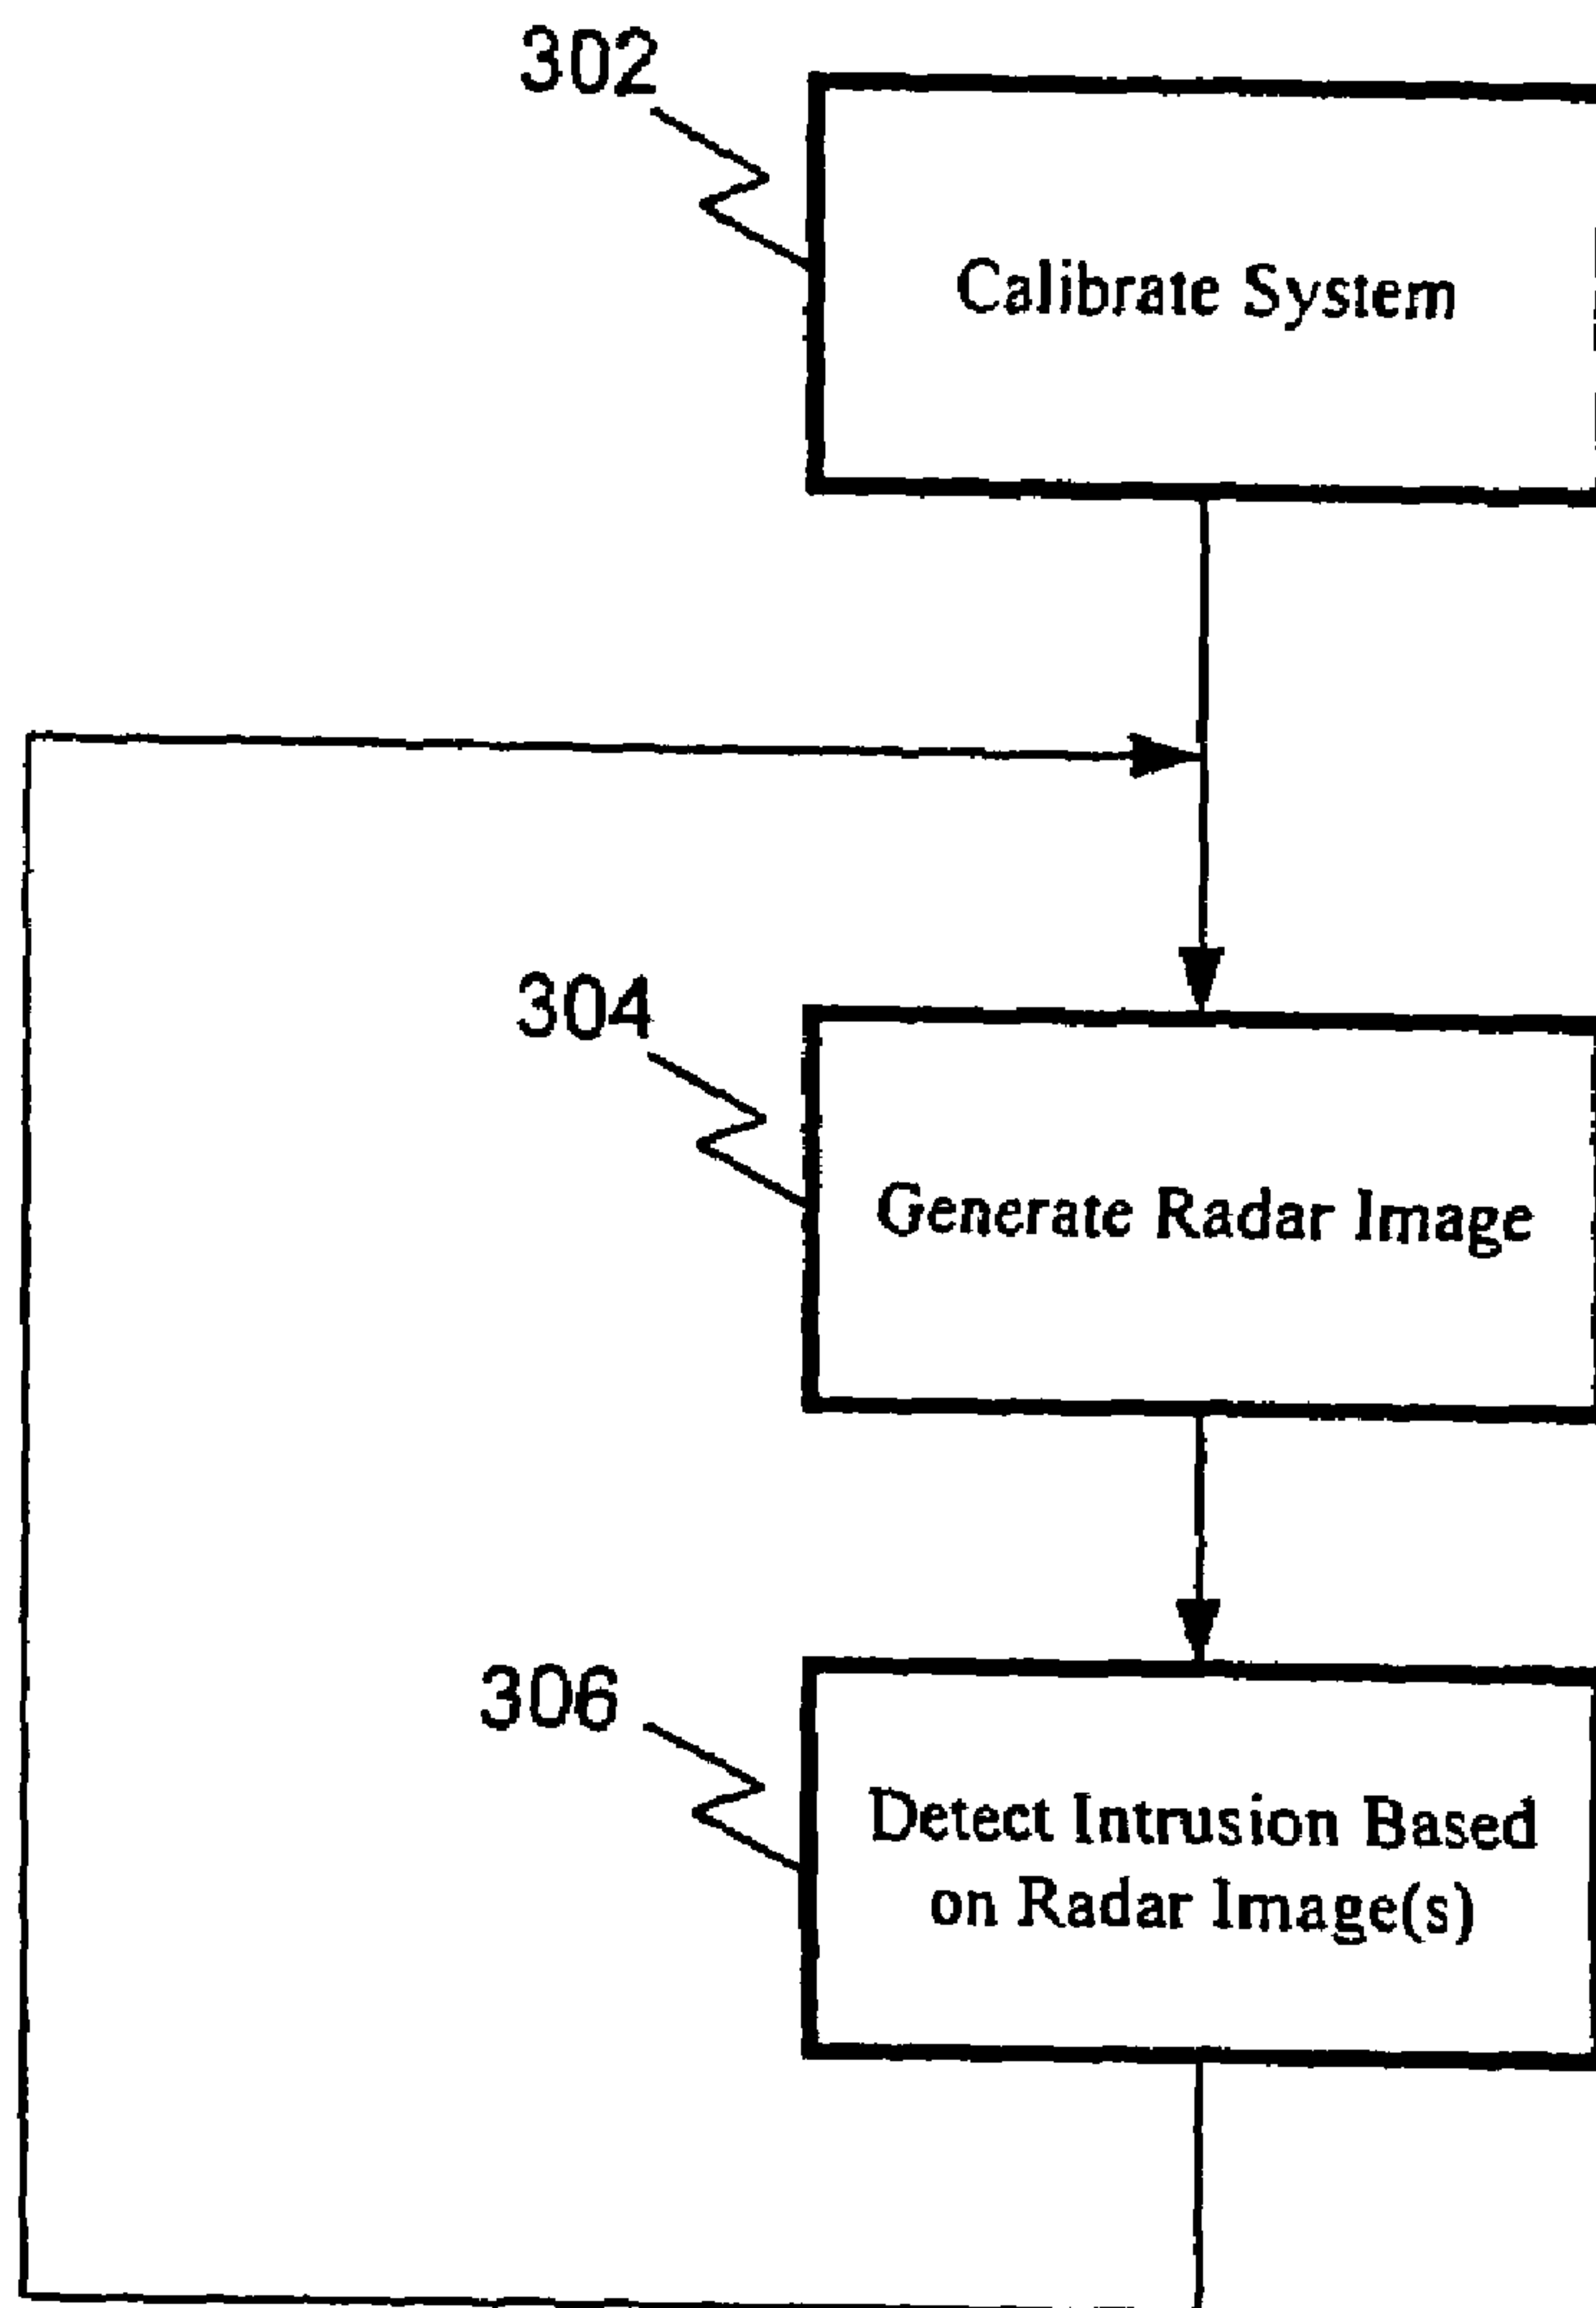 302
Calibrate System
304
Generate Radar Image
306
Detect Intrusion Based
on Radar Image(s)